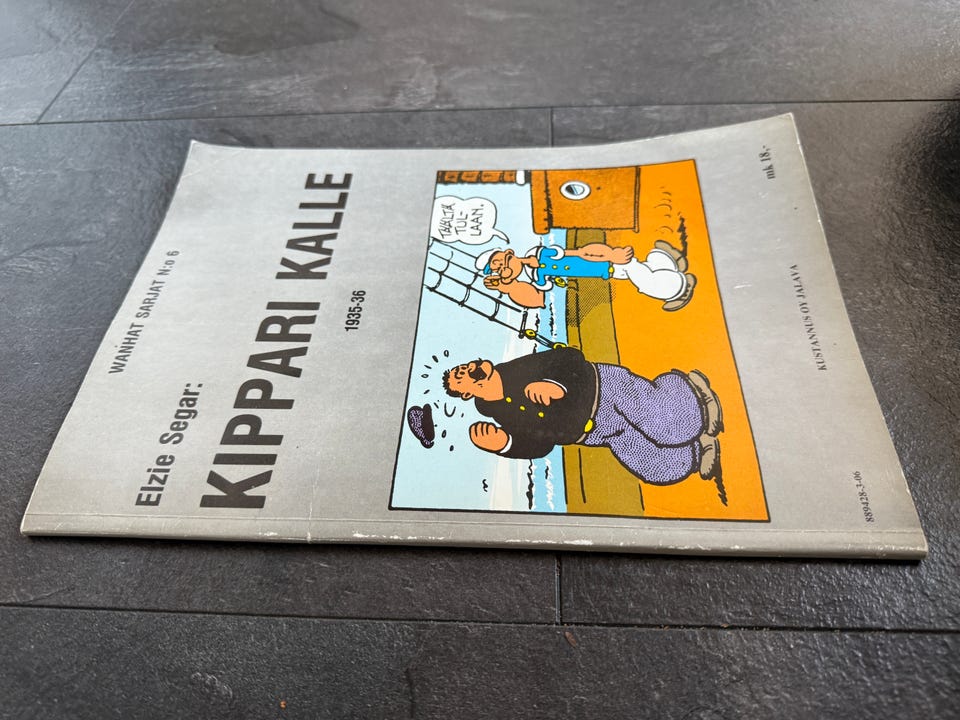 WANHAT SARJAT N:o 6
Elzie Segar:
KIPPARI KALLE
1935-36
TÄÄLTÄ
TUL-
LAAN.
KUSTANNUS OY JALAVA
889428-3-06
mk 18,-